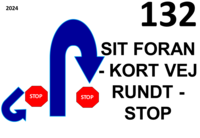 2024
132
SIT FORAN
- KORT VEJ
RUNDT -
STOP
STOP
STOP